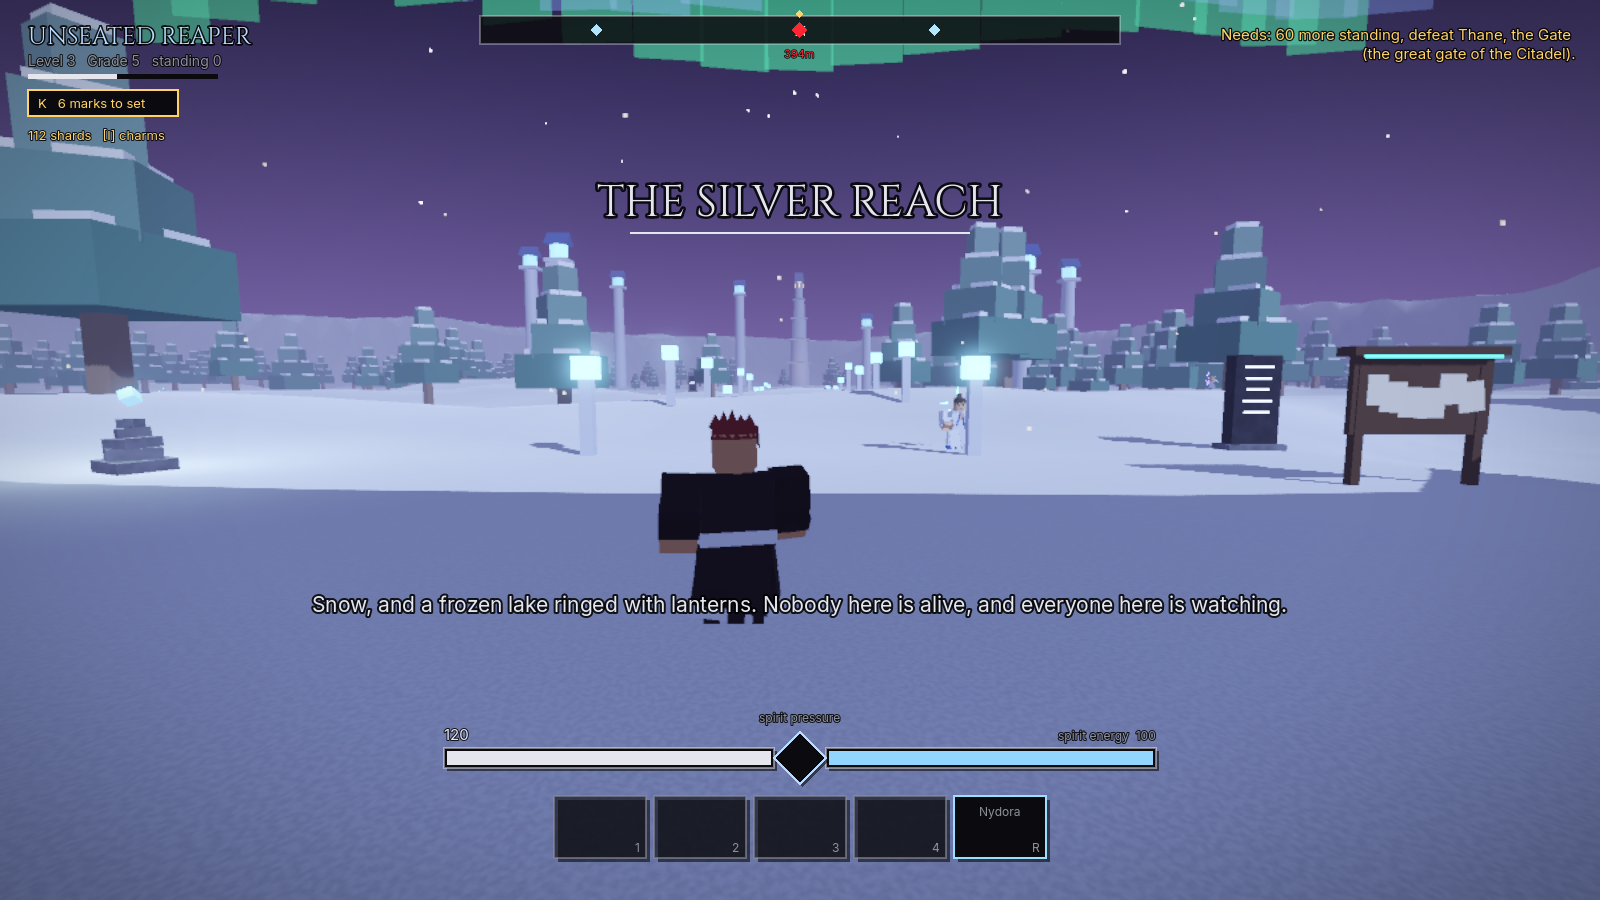 UNSEATED REAPER
Level 3 Grade 5 standing 0
K 6 marks to set
112 shards [I] charms
394m
Needs: 60 more standing, defeat Thane, the Gate
(the great gate of the Citadel).
THE SILVER REACH
Snow, and a frozen lake ringed with lanterns. Nobody here is alive, and everyone here is watching.
spirit pressure
120
spirit energy 100
Nydora
1
2
3
4
R